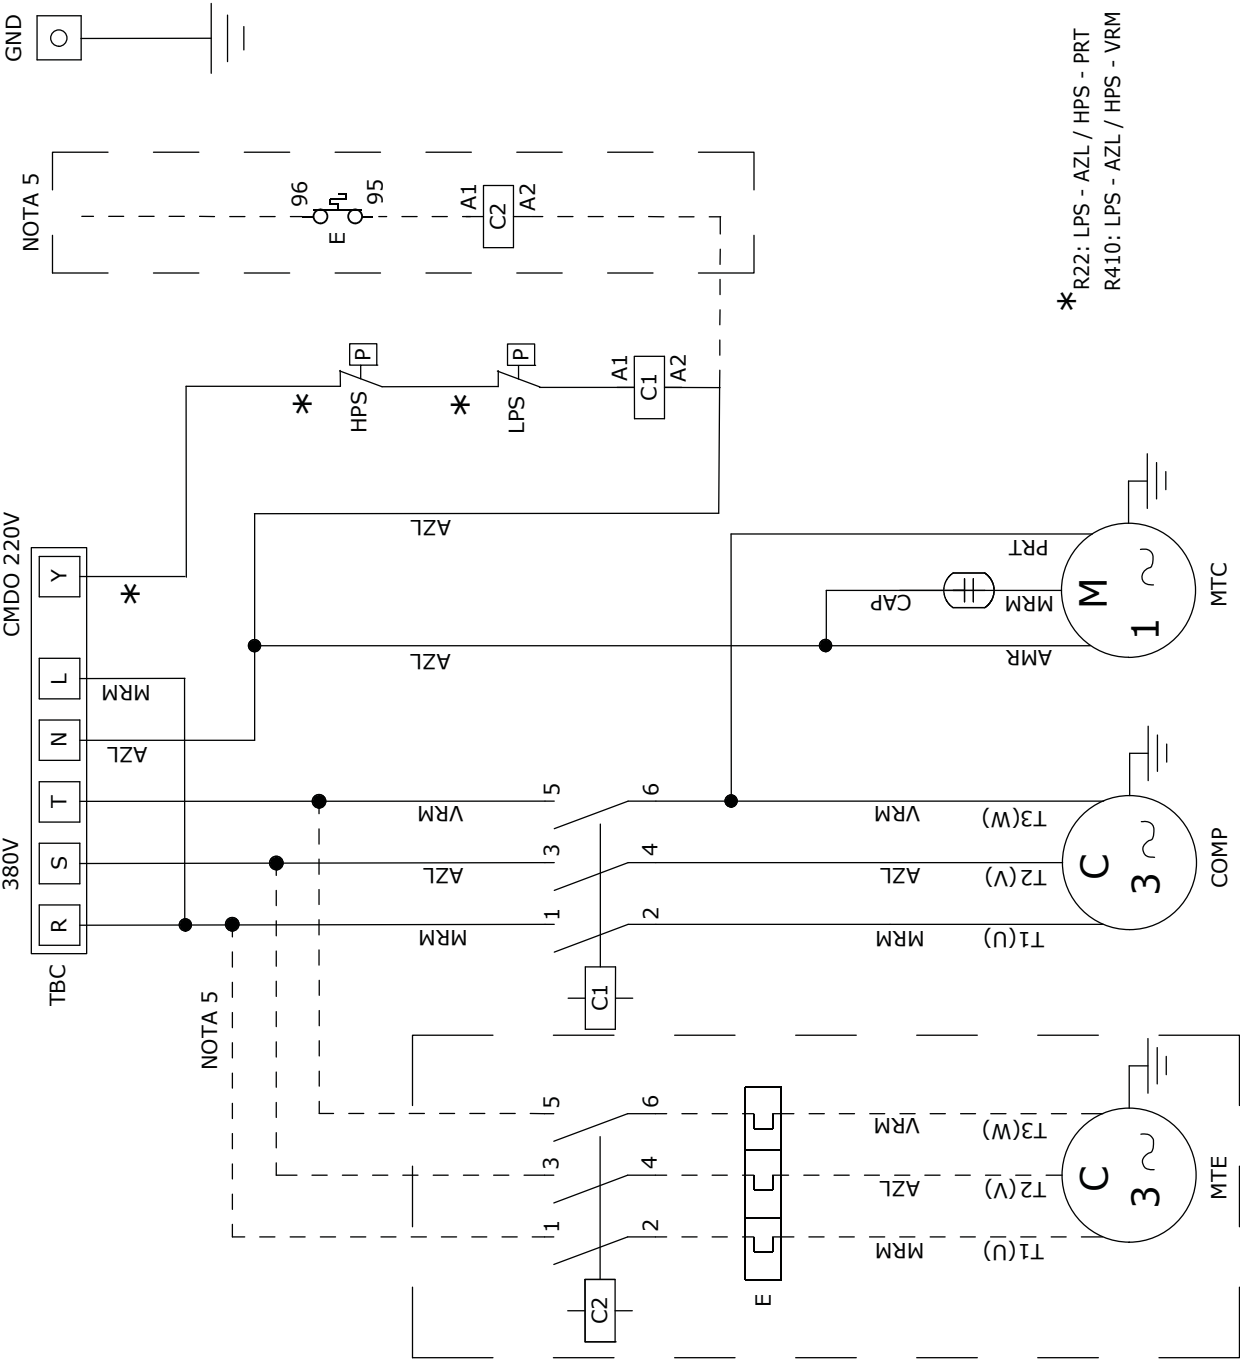 GND
NOTA 5
96
95
E
A1
C2
A2
*R22: LPS - AZL / HPS - PRT
R410: LPS - AZL / HPS - VRM
P
P
*
HPS
*
LPS
A1
C1
A2
CMDO 220V
AZL
PRT
Y
*
CAP
MRM
M
1
MTC
AZL
AMR
L
MRM
N
AZL
380V
T
VRM
5
6
VRM
T3(W)
S
AZL
3
4
AZL
T2(V)
C
3
COMP
R
MRM
1
2
MRM
T1(U)
TBC
C1
NOTA 5
5
6
VRM
T3(W)
3
4
AZL
T2(V)
C
3
MTE
1
2
MRM
T1(U)
C2
E